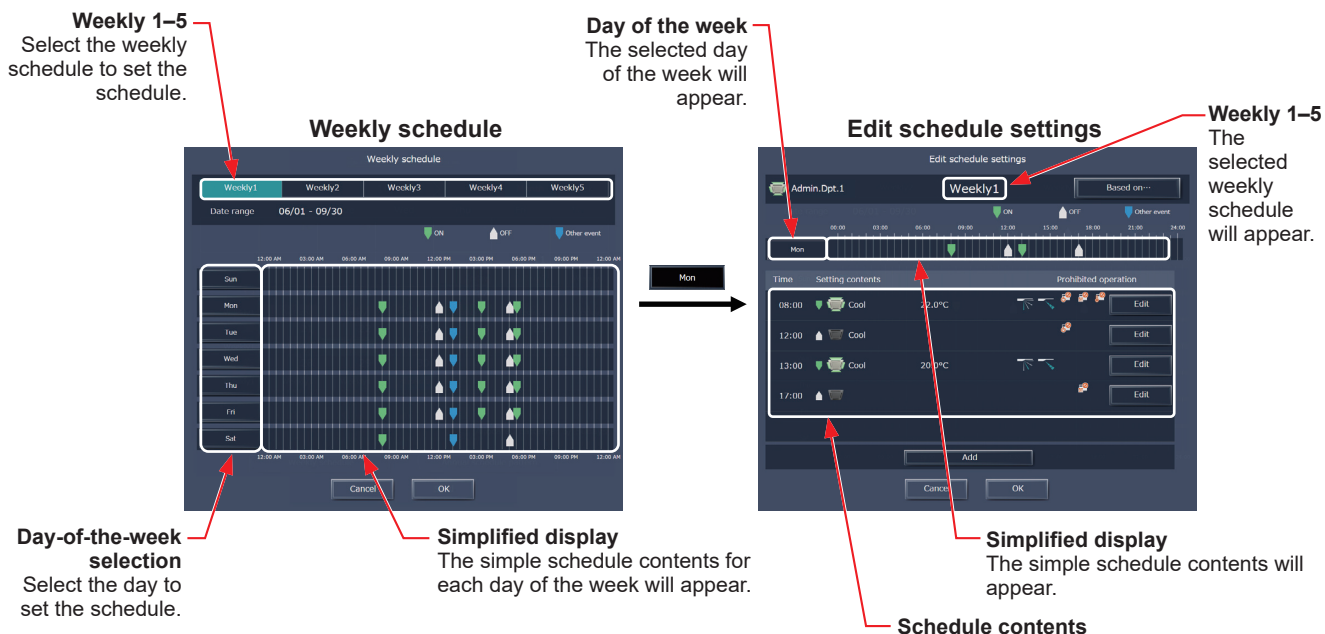 Weekly 1–5
Select the weekly
schedule to set the
schedule.
Day of the week
The selected day
of the week will
appear.
Weekly 1–5
The
selected
weekly
schedule
will appear.
Weekly schedule
Weekly schedule
Weekly1 Weekly2 Weekly3 Weekly4 Weekly5
Date range 06/01 - 09/30
ON OFF Other event
12:00 AM 03:00 AM 06:00 AM 09:00 AM 12:00 PM 03:00 PM 06:00 PM 09:00 PM 12:00 AM
Sun
Mon
Tue
Wed
Thu
Fri
Sat
12:00 AM 03:00 AM 06:00 AM 09:00 AM 12:00 PM 03:00 PM 06:00 PM 09:00 PM 12:00 AM
Cancel OK
Mon
Edit schedule settings
Edit schedule settings
Admin.Dpt.1 Weekly1 Based on···
ON OFF Other event
00:00 03:00 06:00 09:00 12:00 15:00 18:00 21:00 24:00
Mon
Time Setting contents Prohibited operation
08:00 Cool 22.0°C Edit
12:00 Cool Edit
13:00 Cool 20.0°C Edit
17:00 Edit
Add
Cancel OK
Day-of-the-week
selection
Select the day to
set the schedule.
Simplified display
The simple schedule contents for
each day of the week will appear.
Simplified display
The simple schedule contents will
appear.
Schedule contents